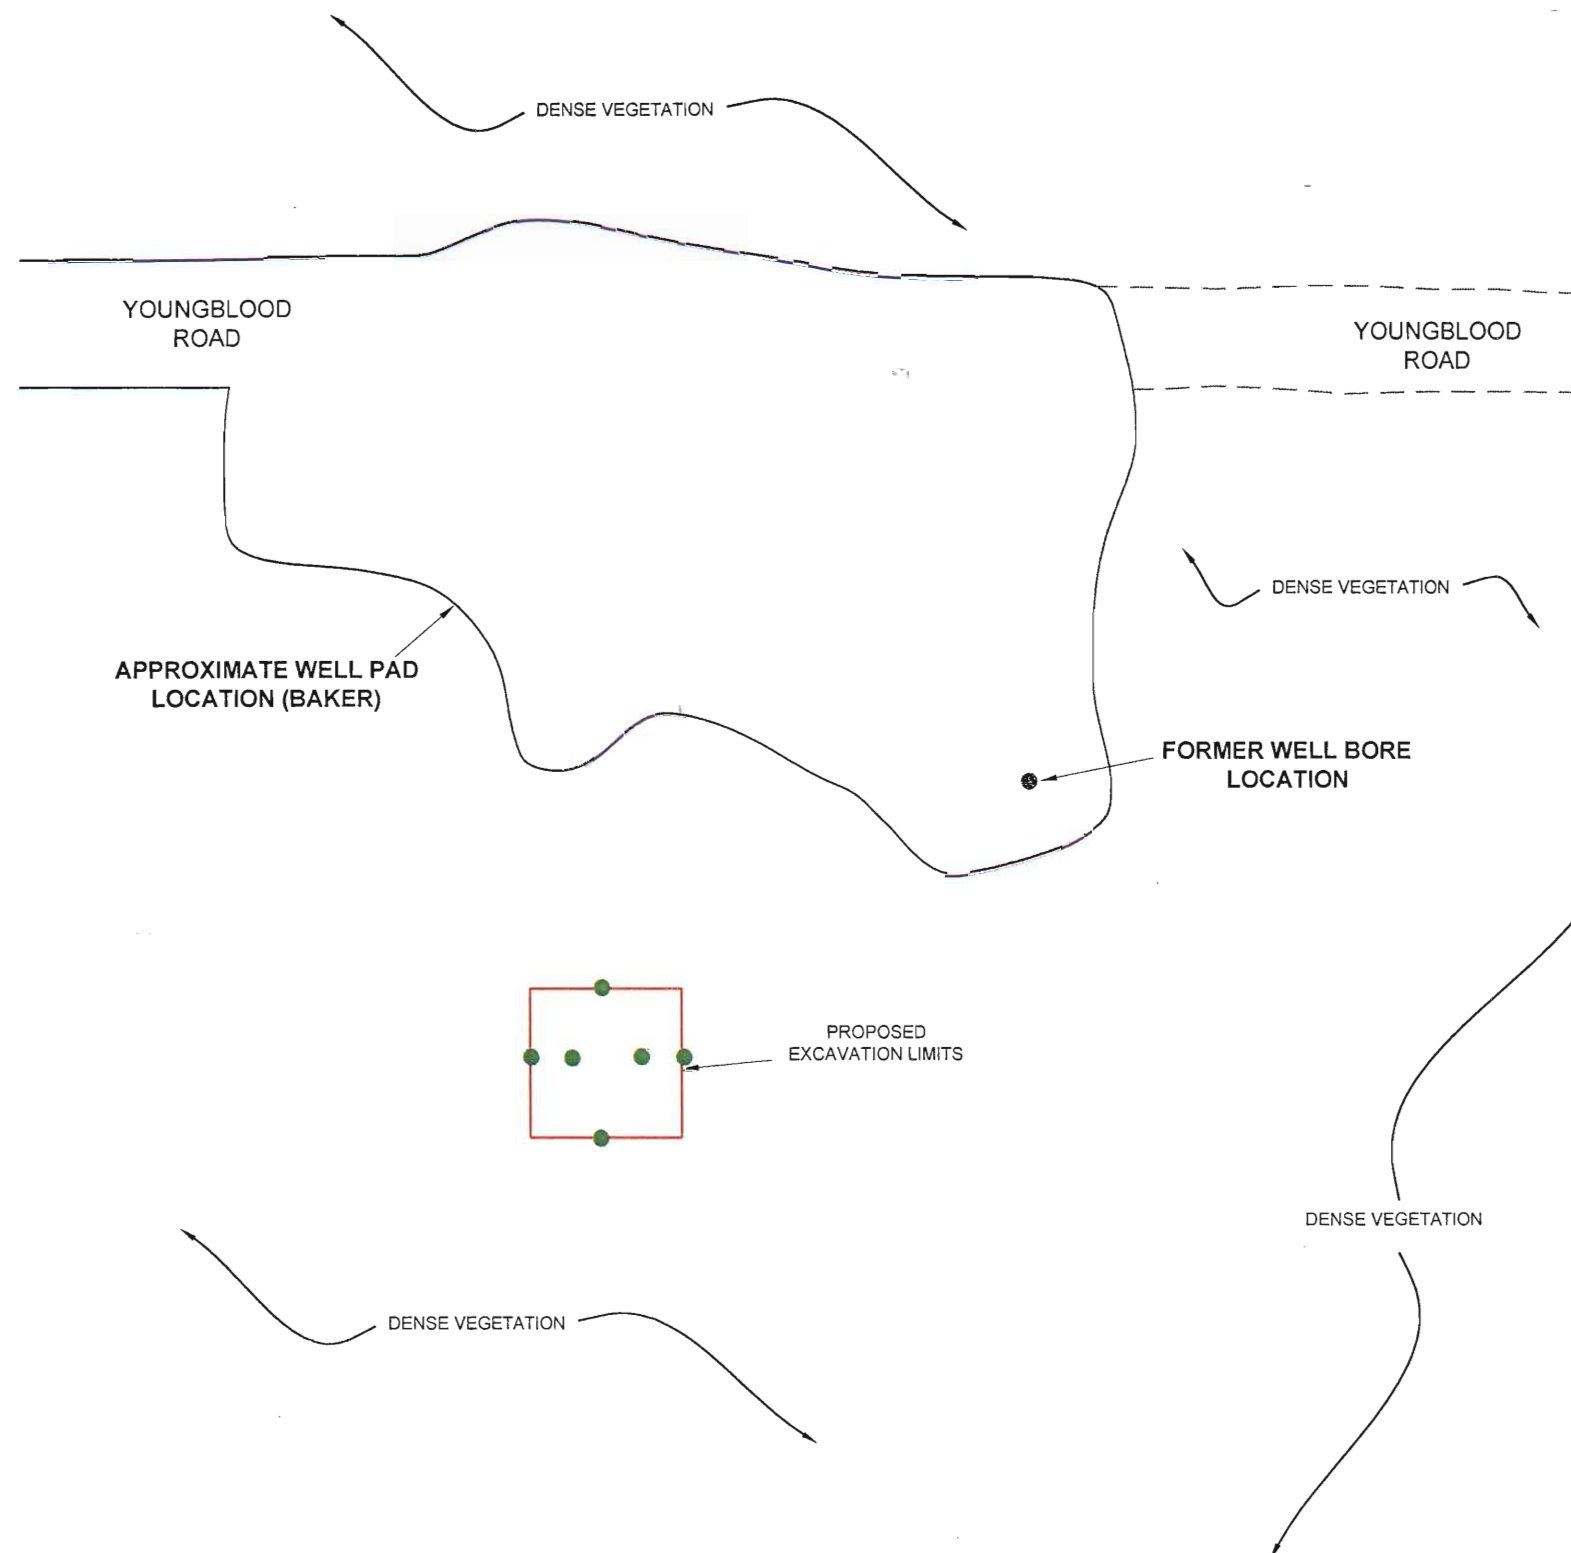 DENSE VEGETATION
YOUNGBLOOD
ROAD
YOUNGBLOOD
ROAD
DENSE VEGETATION
APPROXIMATE WELL PAD
LOCATION (BAKER)
FORMER WELL BORE
LOCATION
PROPOSED
EXCAVATION LIMITS
DENSE VEGETATION
DENSE VEGETATION